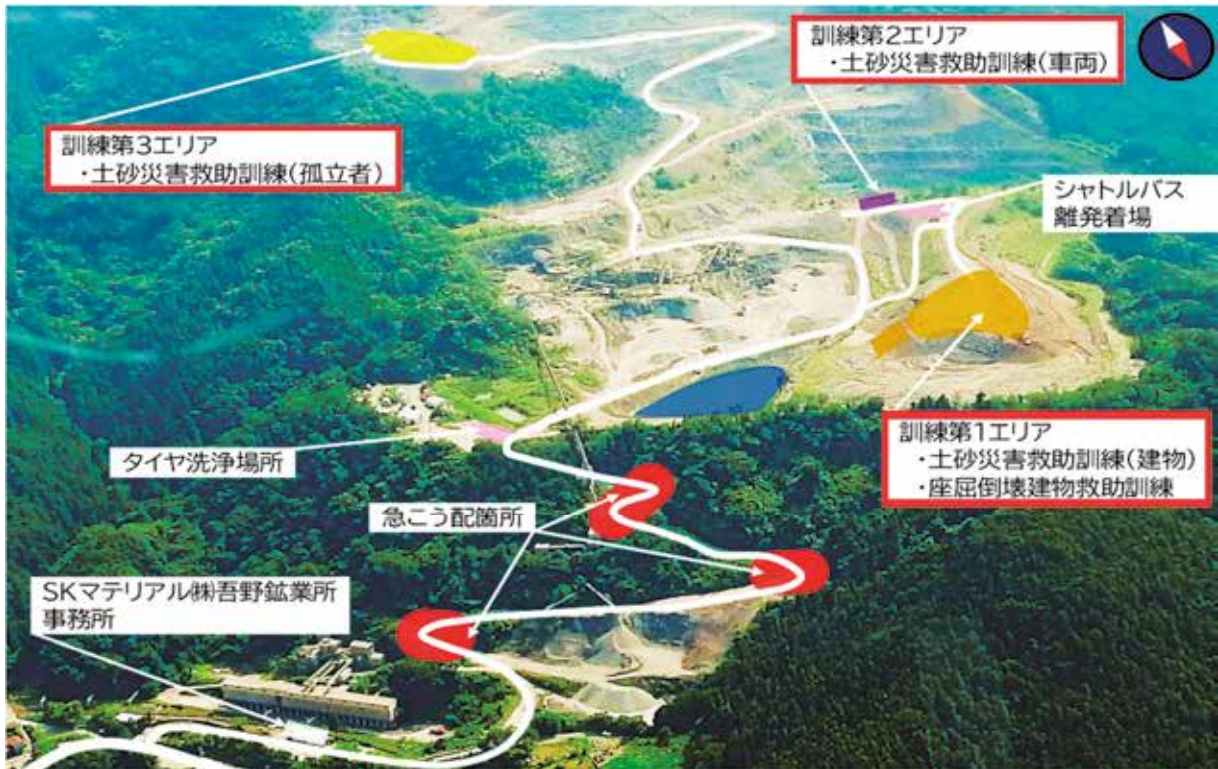 訓練第2エリア
・土砂災害救助訓練(車両)
訓練第3エリア
・土砂災害救助訓練(孤立者)
シャトルバス
離発着場
訓練第1エリア
・土砂災害救助訓練(建物)
・座屈倒壊建物救助訓練
タイヤ洗浄場所
急こう配箇所
SKマテリアル㈱吾野鉱業所
事務所